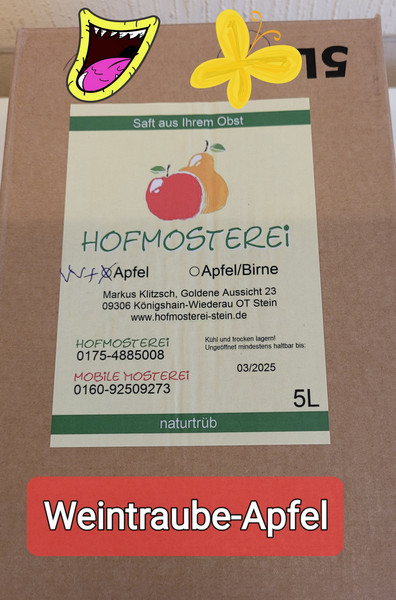 5L
Saft aus Ihrem Obst
HOFMOSTEREi
Apfel
Apfel/Birne
Markus Klitzsch, Goldene Aussicht 23
09306 Königshain-Wiederau OT Stein
www.hofmosterei-stein.de
HOFMOSTEREi
0175-4885008
Kühl und trocken lagern!
Ungeöffnet mindestens haltbar bis:
03/2025
MOBiLE MOSTEREi
0160-92509273
5L
naturtrüb
Weintraube-Apfel